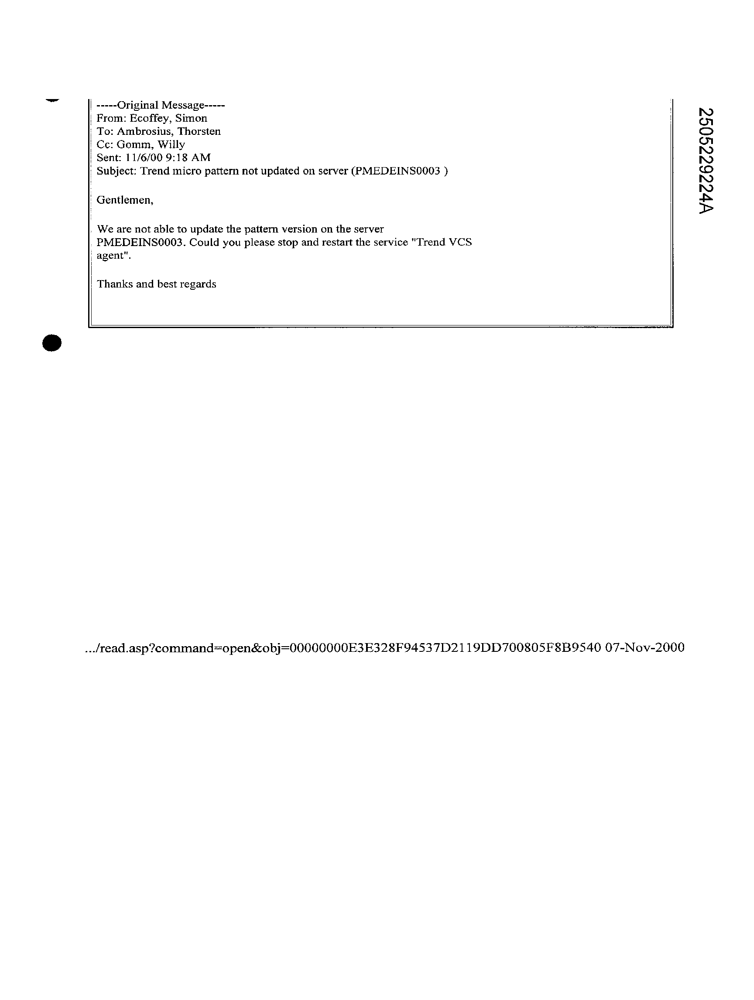 -----Original Message-----
From: Ecoffey, Simon
To: Ambrosius, Thorsten
Cc: Gomm, Willy
Sent: 11/6/00 9:18 AM
Subject: Trend micro pattern not updated on server (PMEDEINS0003 )
Gentlemen,
We are not able to update the pattern version on the server
PMEDEINS0003. Could you please stop and restart the service "Trend VCS
agent".
Thanks and best regards
2505229224A
.../read.asp?command=open&obj=00000000E3E328F94537D2119DD700805F8B9540 07-Nov-2000